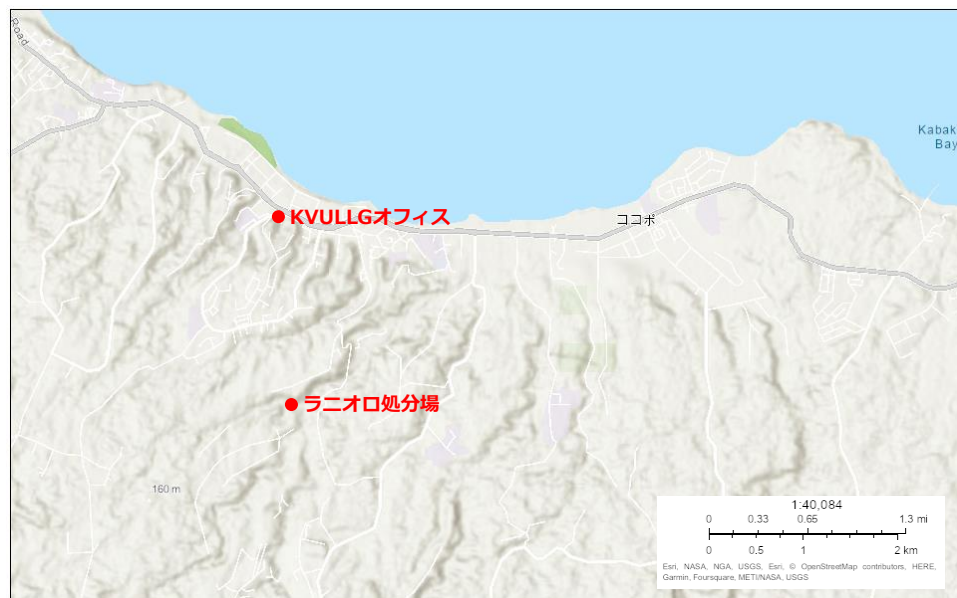 Road
Kabak
Bay
KVULLGオフィス
ココポ
ラニオロ処分場
160 m
1:40,084
0 0.33 0.65 1.3 mi
0 0.5 1 2 km
Esri, NASA, NGA, USGS, Esri, © OpenStreetMap contributors, HERE,
Garmin, Foursquare, METI/NASA, USGS